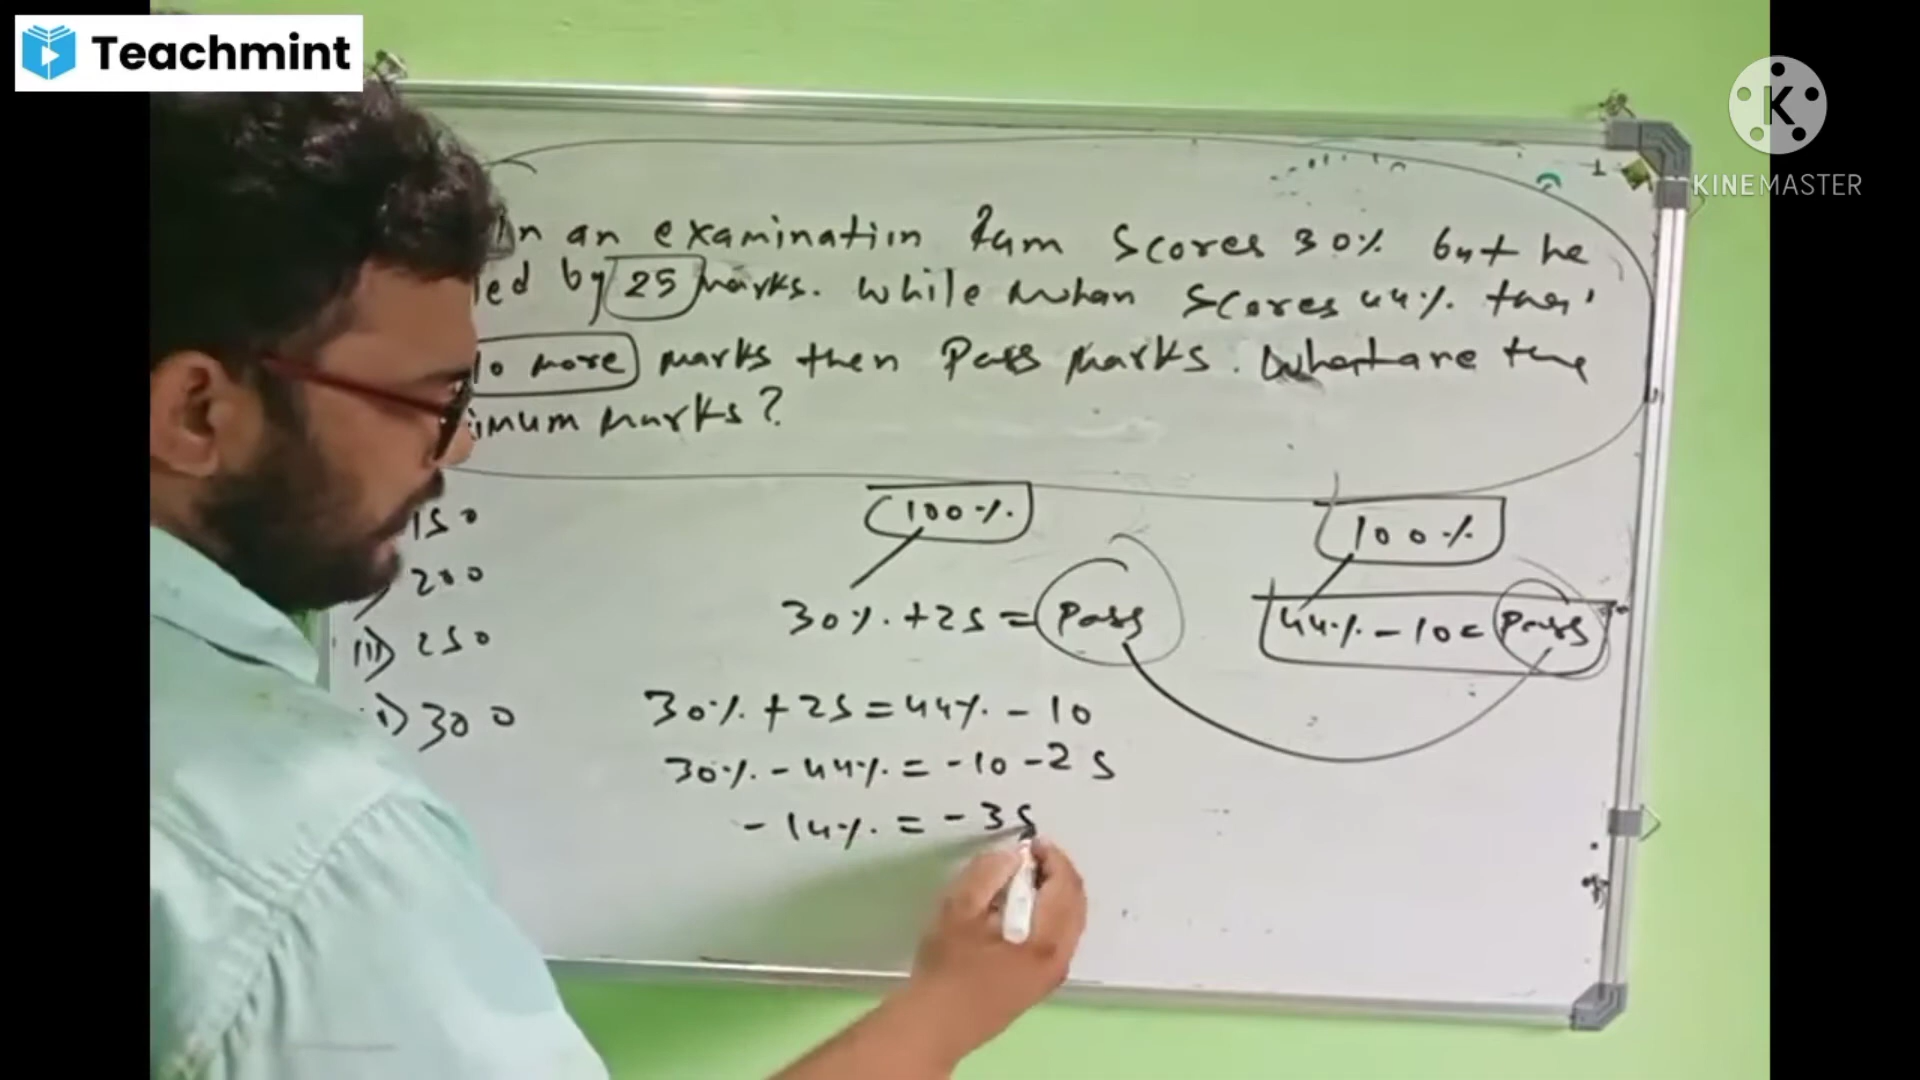 Teachmint
KINEMASTER
In an examination Ram Scores 30% but he
led by 25 marks. While Mohan Scores 44% then
10 more marks then Pass Marks. What are the
imum Marks?
150
200
III) 250
300
100%
100%
30% + 25 = Pass
44% - 10 = Pass
30% + 25 = 44% - 10
30% - 44% = - 10 - 25
- 14% = - 35